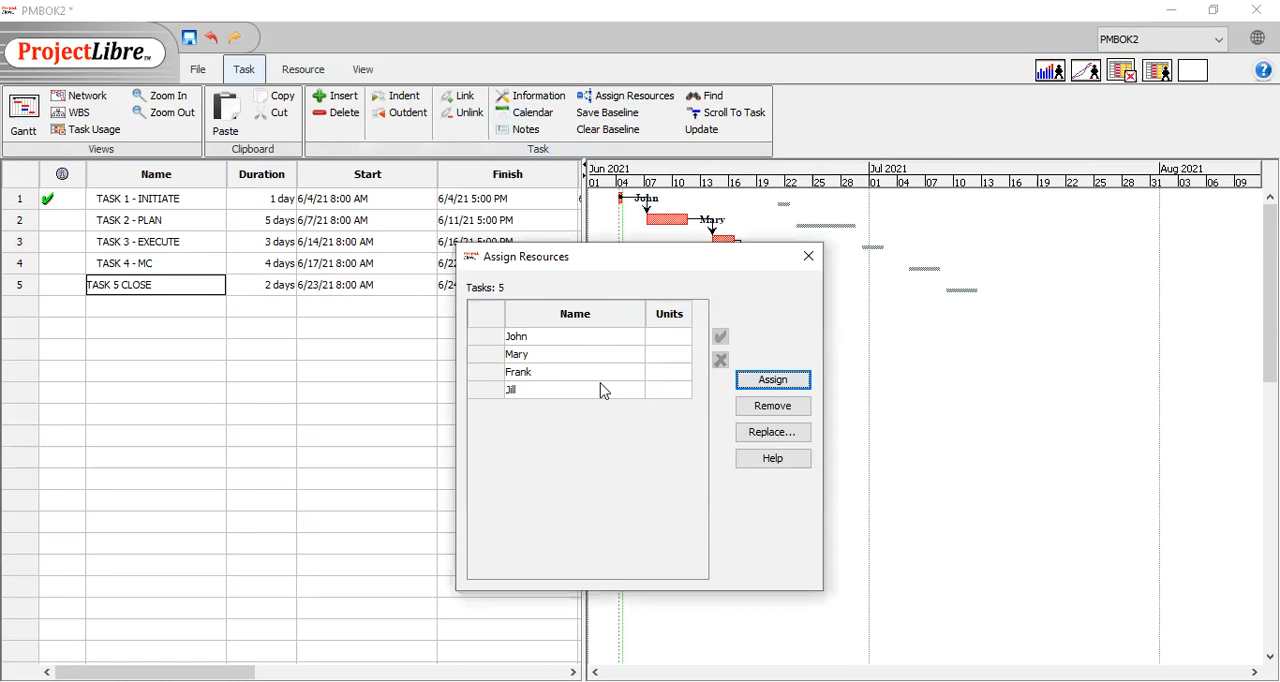 PMBOK2 *
ProjectLibre™
PMBOK2
File Task Resource View
Network Zoom In Copy Insert Indent Link Information Assign Resources Find
WBS Zoom Out Cut Delete Outdent Unlink Calendar Save Baseline Scroll To Task
Gantt Task Usage Paste Notes Clear Baseline Update
Views Clipboard Task
Name Duration Start Finish
Jun 2021 Jul 2021 Aug 2021
01 04 07 10 13 16 19 22 25 28 01 04 07 10 13 16 19 22 25 28 31 03 06 09
1 TASK 1 - INITIATE 1 day 6/4/21 8:00 AM 6/4/21 5:00 PM John
2 TASK 2 - PLAN 5 days 6/7/21 8:00 AM 6/11/21 5:00 PM Mary
3 TASK 3 - EXECUTE 3 days 6/14/21 8:00 AM
4 TASK 4 - MC 4 days 6/17/21 8:00 AM
5 TASK 5 CLOSE 2 days 6/23/21 8:00 AM
Assign Resources
Tasks: 5
Name Units
John
Mary
Frank
Jill
Assign
Remove
Replace...
Help